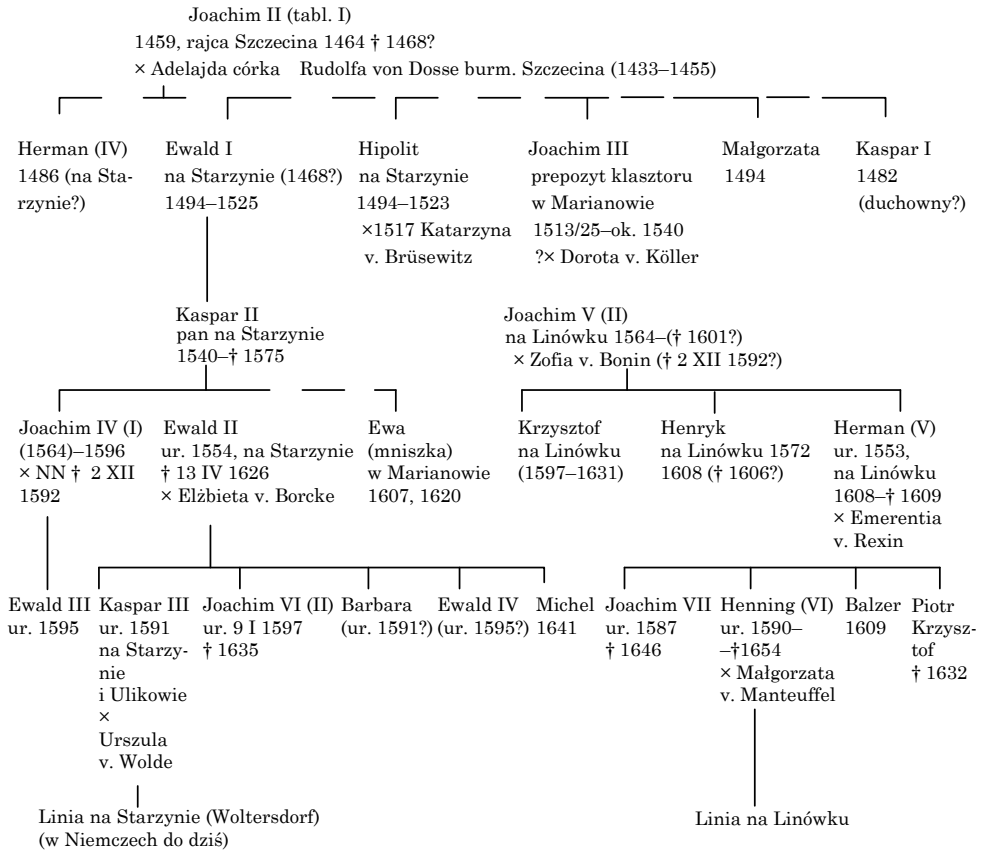 Joachim II (tabl. I)
1459, rajca Szczecina 1464 † 1468?
× Adelajda córka Rudolfa von Dosse burm. Szczecina (1433–1455)
Herman (IV)
1486 (na Sta-
rzynie?)
Ewald I
na Starzynie (1468?)
1494–1525
Hipolit
na Starzynie
1494–1523
×1517 Katarzyna
v. Brüsewitz
Joachim III
prepozyt klasztoru
w Marianowie
1513/25–ok. 1540
?× Dorota v. Köller
Małgorzata
1494
Kaspar I
1482
(duchowny?)
Kaspar II
pan na Starzynie
1540–† 1575
Joachim V (II)
na Linówku 1564–(† 1601?)
× Zofia v. Bonin († 2 XII 1592?)
Joachim IV (I)
(1564)–1596
× NN † 2 XII
1592
Ewald II
ur. 1554, na Starzynie
† 13 IV 1626
× Elżbieta v. Borcke
Ewa
(mniszka)
w Marianowie
1607, 1620
Krzysztof
na Linówku
(1597–1631)
Henryk
na Linówku 1572
1608 († 1606?)
Herman (V)
ur. 1553,
na Linówku
1608–† 1609
× Emerentia
v. Rexin
Ewald III
ur. 1595
Kaspar III
ur. 1591
na Starzy-
nie
i Ulikowie
×
Urszula
v. Wolde
Joachim VI (II)
ur. 9 I 1597
† 1635
Barbara
(ur. 1591?)
Ewald IV
(ur. 1595?)
Michel
1641
Joachim VII
ur. 1587
† 1646
Henning (VI)
ur. 1590–
–†1654
× Małgorzata
v. Manteuffel
Balzer
1609
Piotr
Krzysz-
tof
† 1632
Linia na Starzynie (Woltersdorf)
(w Niemczech do dziś)
Linia na Linówku